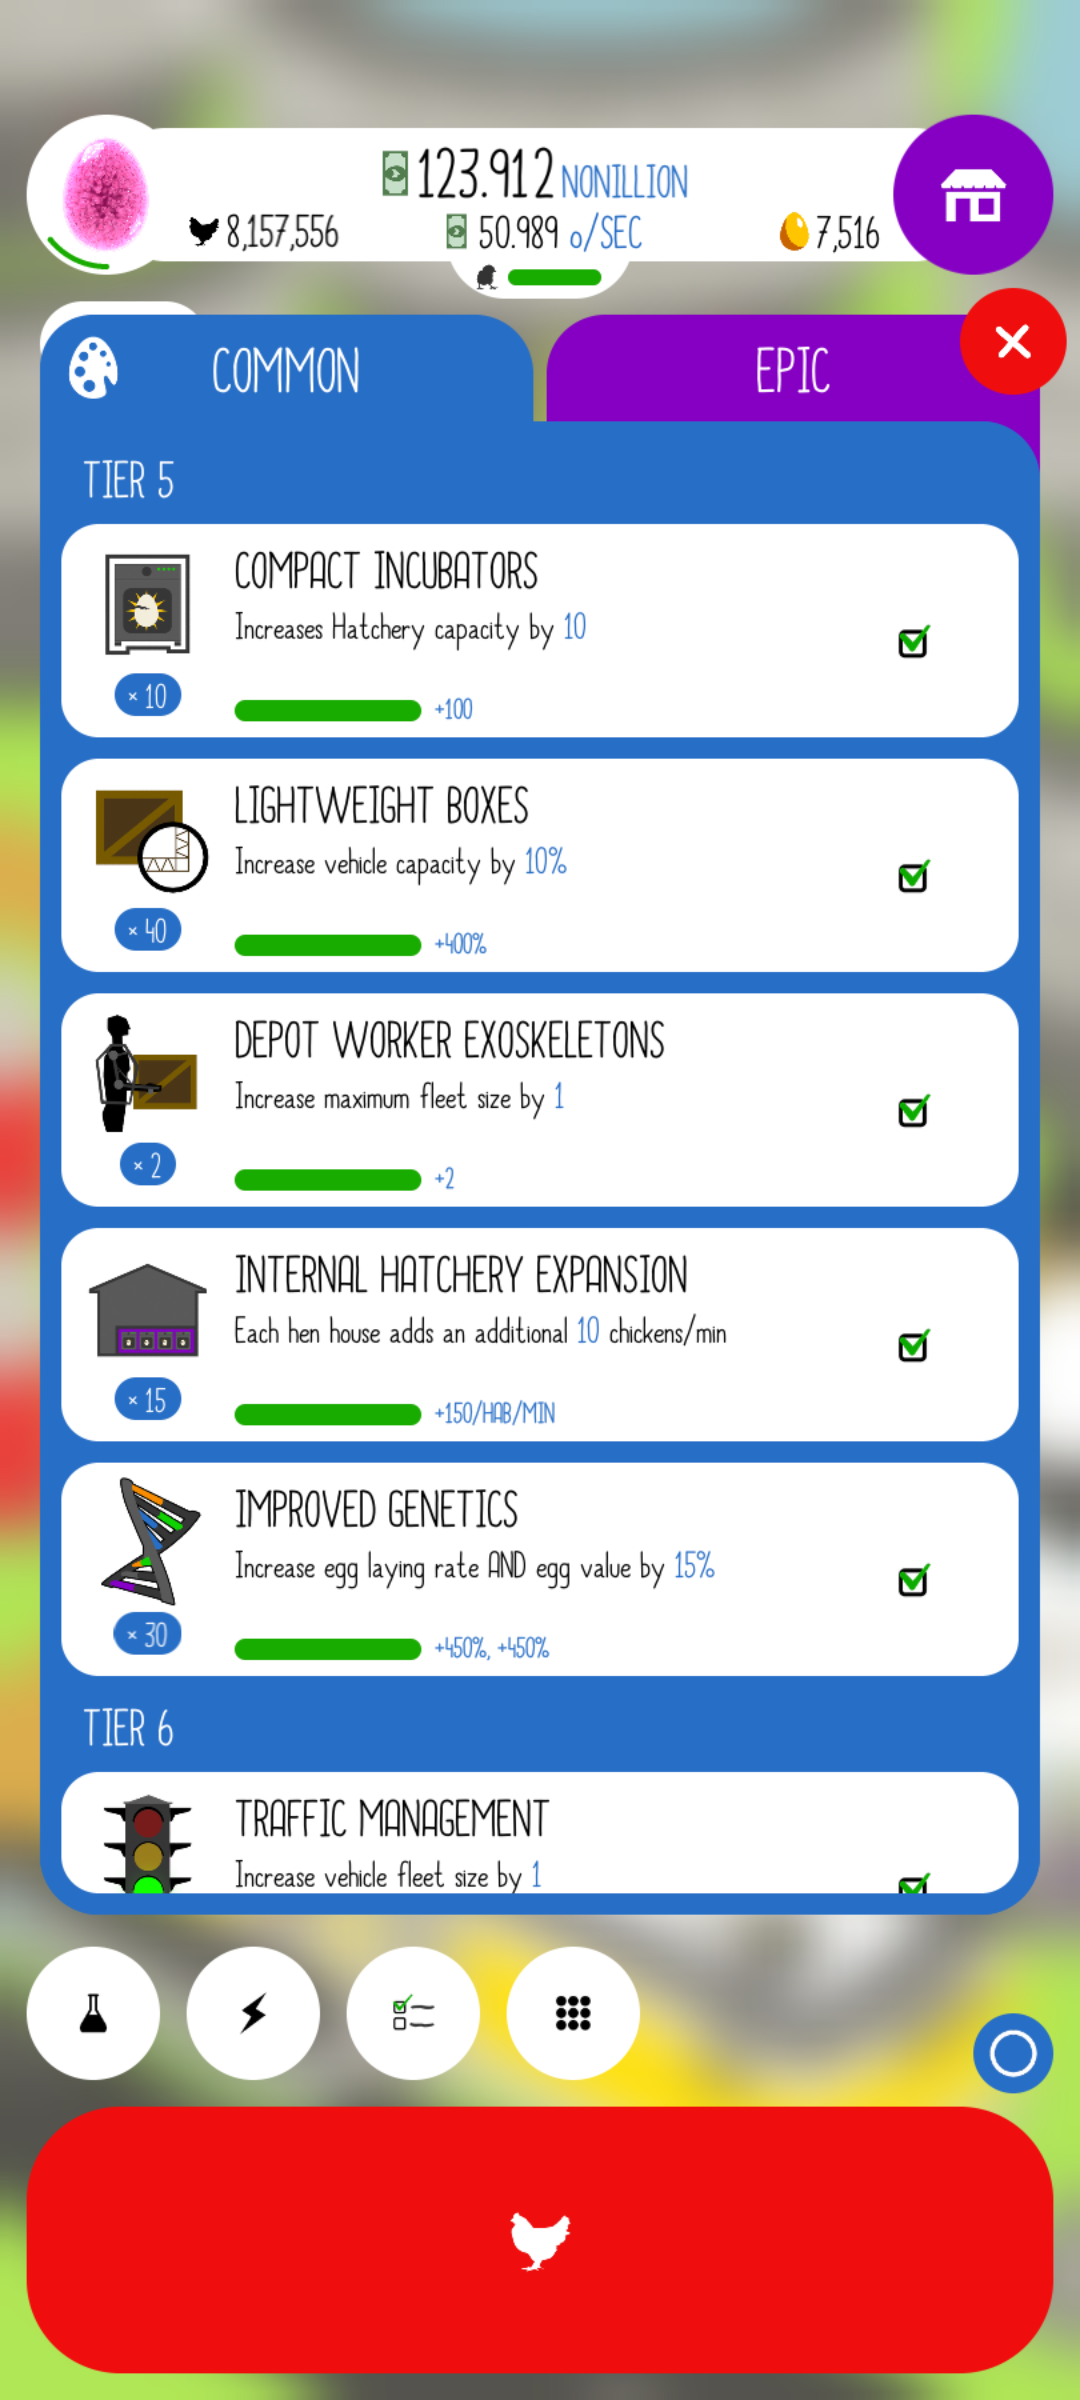 123.912 NONILLION
8,157,556 50.989 o/SEC 7,516
COMMON EPIC
TIER 5
COMPACT INCUBATORS
Increases Hatchery capacity by 10
× 10
+100
LIGHTWEIGHT BOXES
Increase vehicle capacity by 10%
× 40
+400%
DEPOT WORKER EXOSKELETONS
Increase maximum fleet size by 1
× 2
+2
INTERNAL HATCHERY EXPANSION
Each hen house adds an additional 10 chickens/min
× 15
+150/HAB/MIN
IMPROVED GENETICS
Increase egg laying rate AND egg value by 15%
× 30
+450%, +450%
TIER 6
TRAFFIC MANAGEMENT
Increase vehicle fleet size by 1